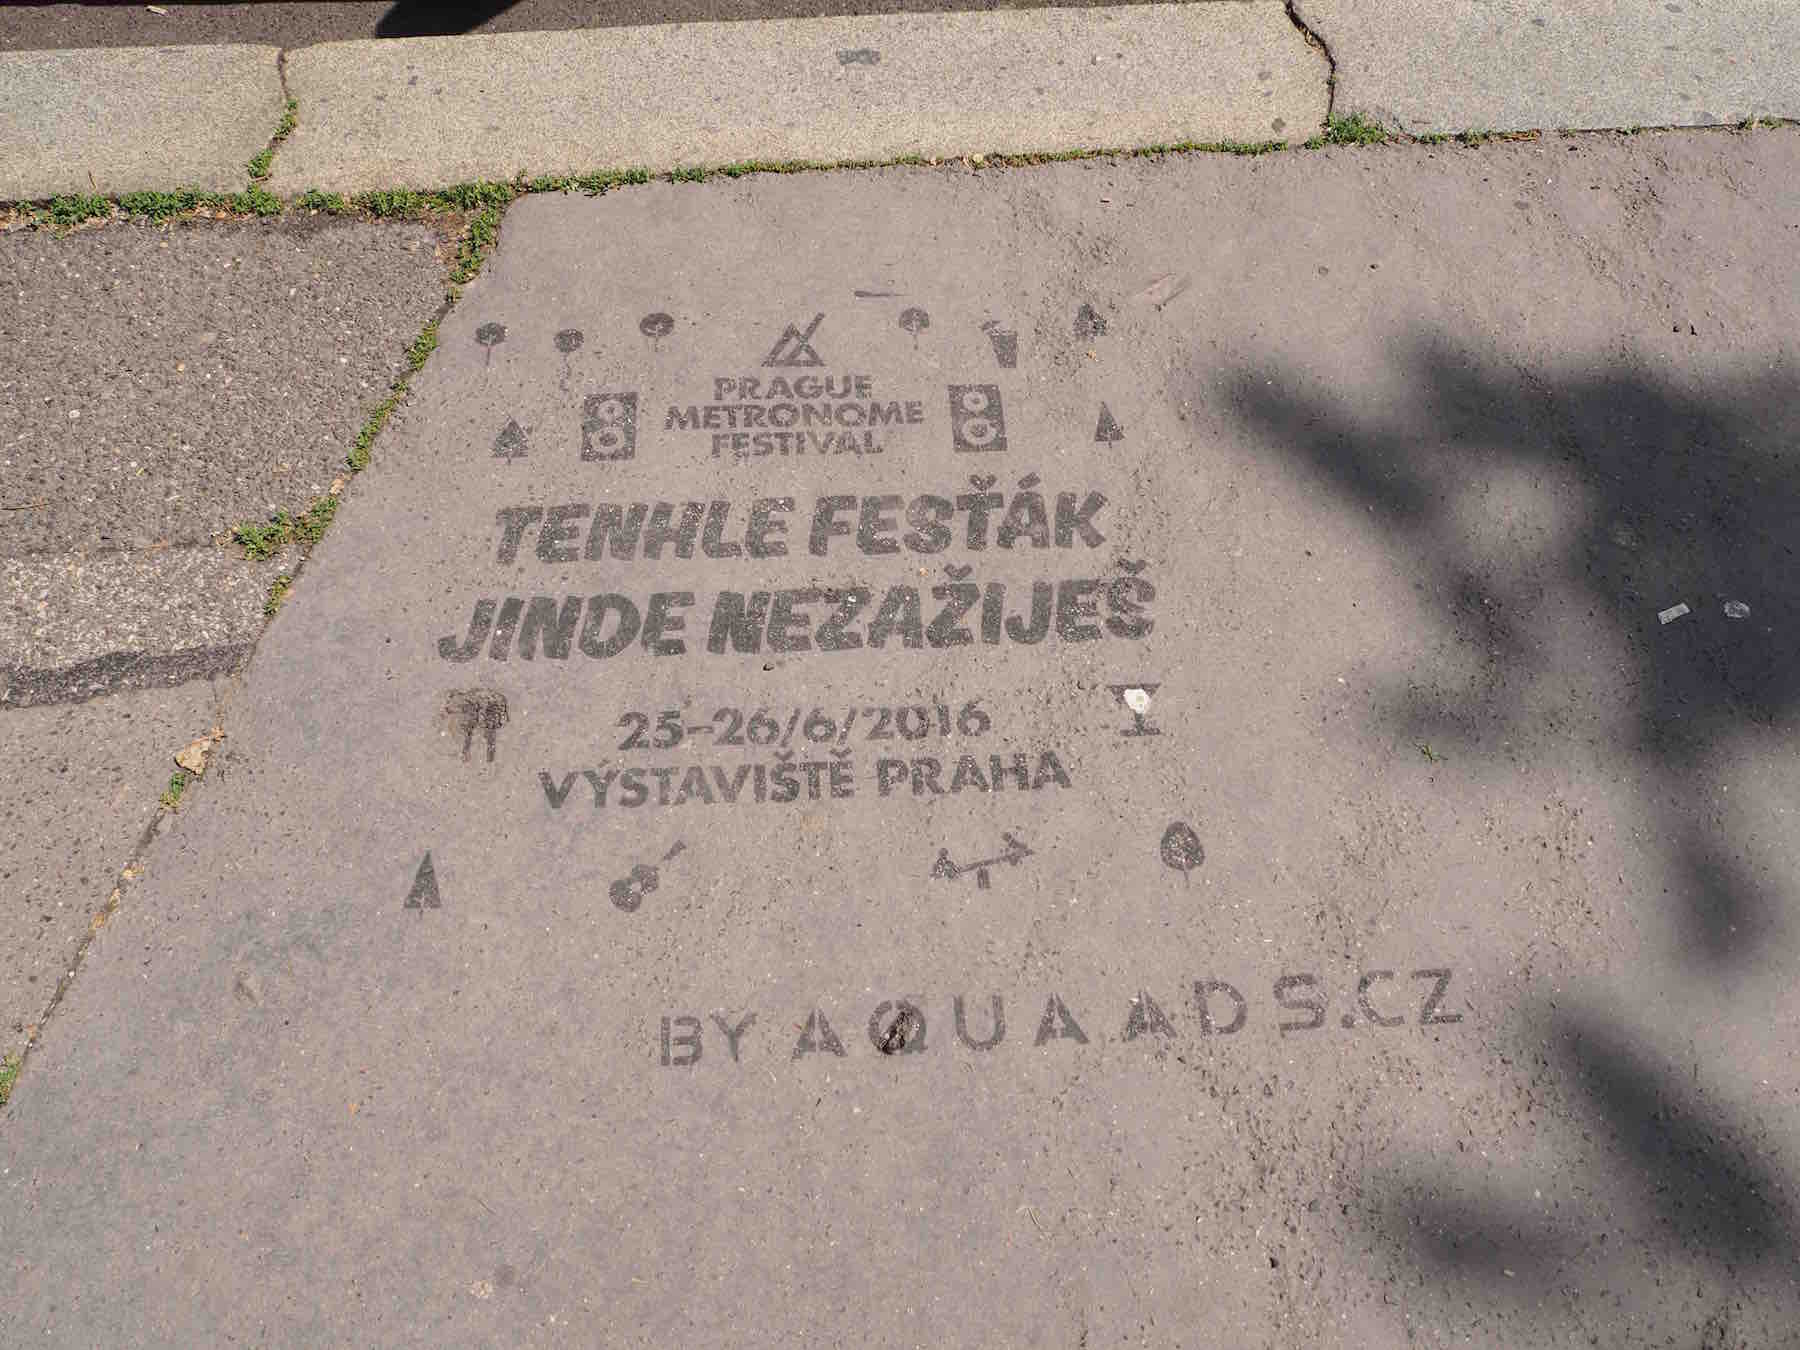 PRAGUE
METRONOME
FESTIVAL
TENHLE FESŤÁK
JINDE NEZAŽIJEŠ
25-26/6/2016
VÝSTAVIŠTĚ PRAHA
BY AQUAADS.CZ